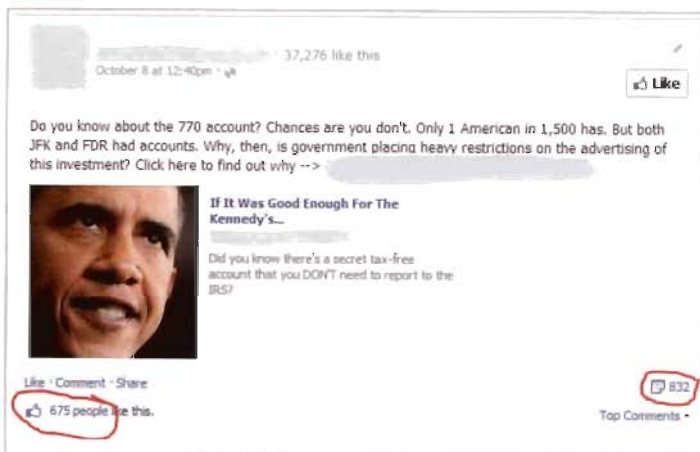 37,276 like this
October 8 at 12:40pm
Like
Do you know about the 770 account? Chances are you don't. Only 1 American in 1,500 has. But both
JFK and FDR had accounts. Why, then, is government placing heavy restrictions on the advertising of
this investment? Click here to find out why -->
If It Was Good Enough For The
Kennedy's...
Did you know there's a secret tax-free
account that you DON'T need to report to the
IRS?
Like · Comment · Share
832
675 people like this.
Top Comments